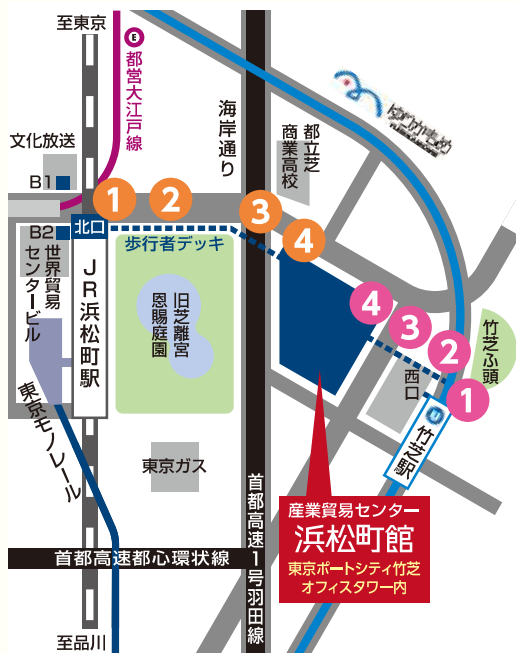 至東京
E
都営大江戸線
海岸通り
都立芝
商業高校
ゆりかもめ
文化放送
B1
1
2
3
4
北口
B2
歩行者デッキ
世界貿易
センタービル
JR浜松町駅
旧芝離宮
恩賜庭園
4
3
2
1
竹芝ふ頭
西口
U
竹芝駅
東京モノレール
東京ガス
産業貿易センター
浜松町館
東京ポートシティ竹芝
オフィスタワー内
首都高速1号羽田線
首都高速都心環状線
至品川